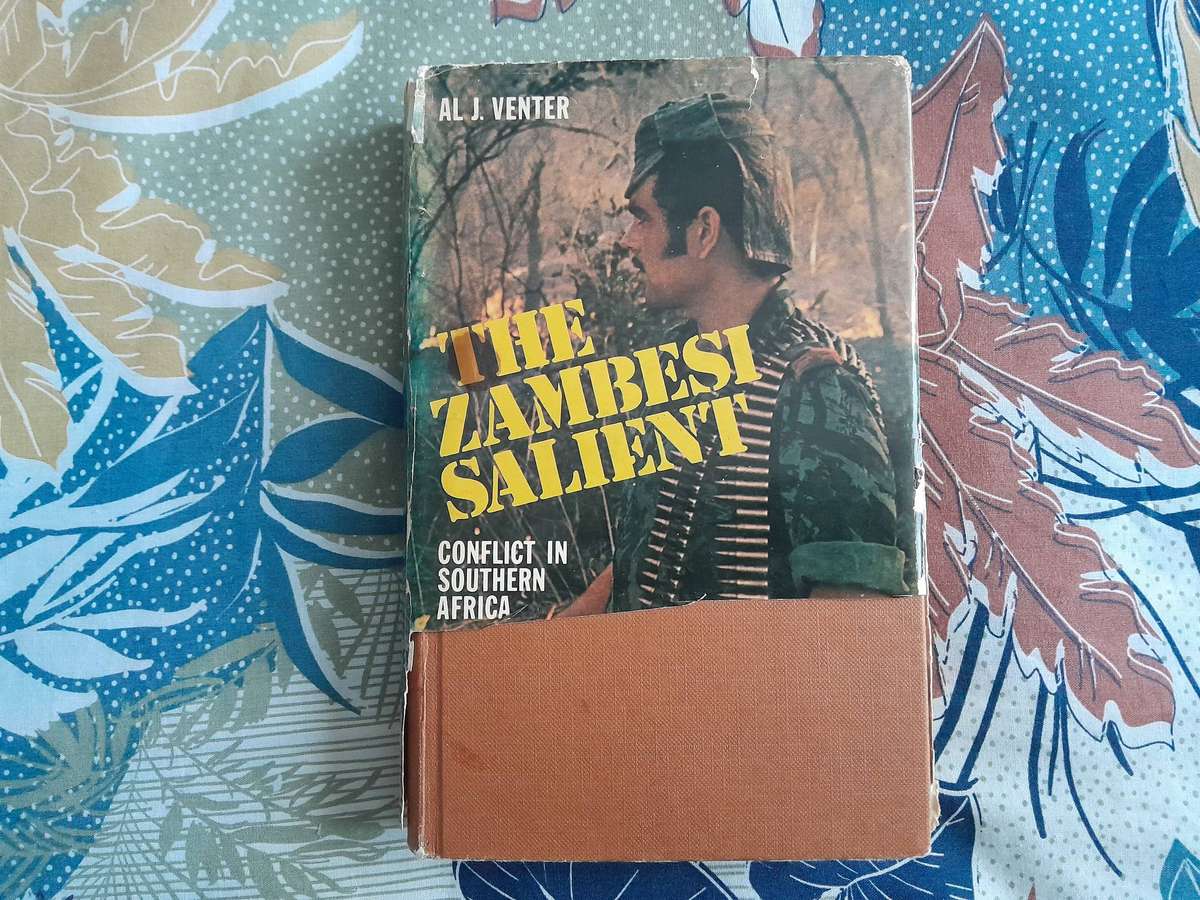 AL J. VENTER
THE
ZAMBESI
SALIENT
CONFLICT IN
SOUTHERN
AFRICA